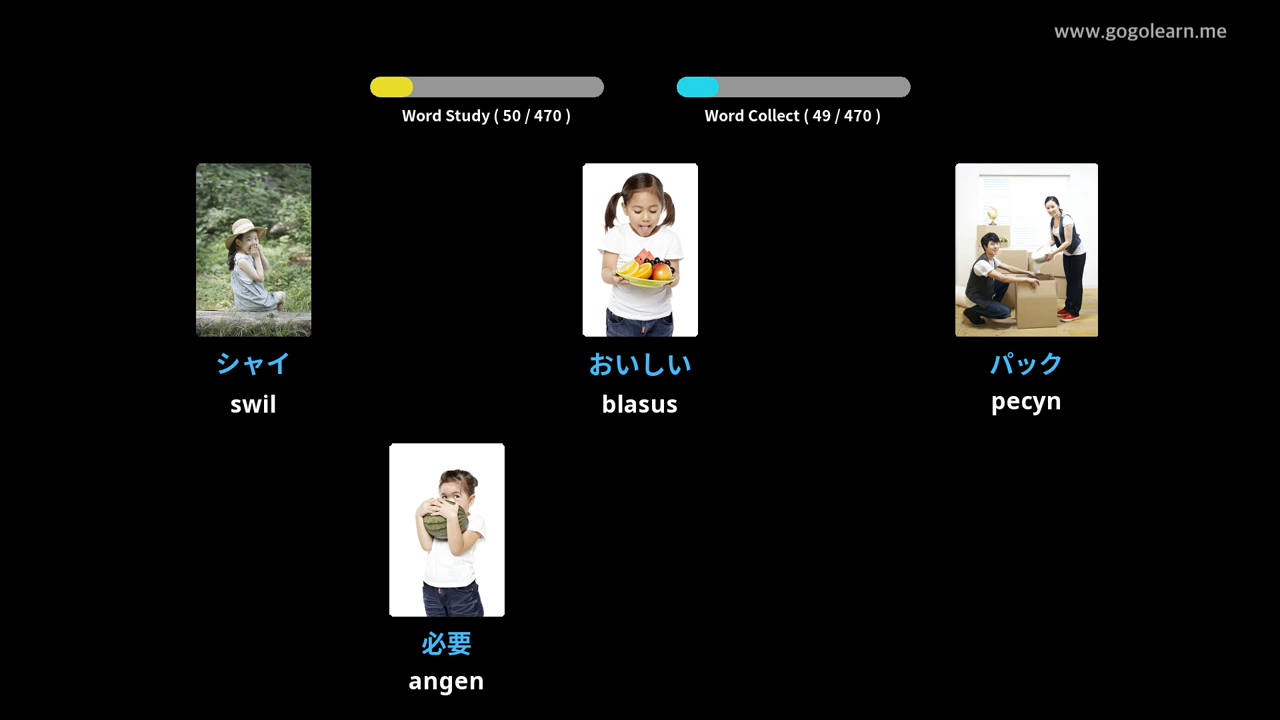 www.gogolearn.me
Word Study ( 50 / 470 )
Word Collect ( 49 / 470 )
シャイ
swil
おいしい
blasus
パック
pecyn
必要
angen